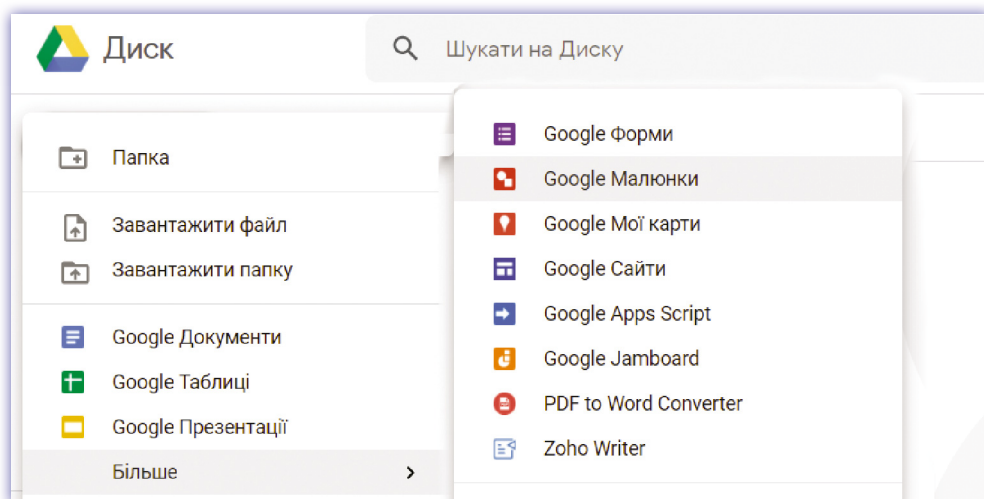 Диск
Шукати на Диску
Папка
Завантажити файл
Завантажити папку
Google Документи
Google Таблиці
Google Презентації
Більше
Google Форми
Google Малюнки
Google Мої карти
Google Сайти
Google Apps Script
Google Jamboard
PDF to Word Converter
Zoho Writer